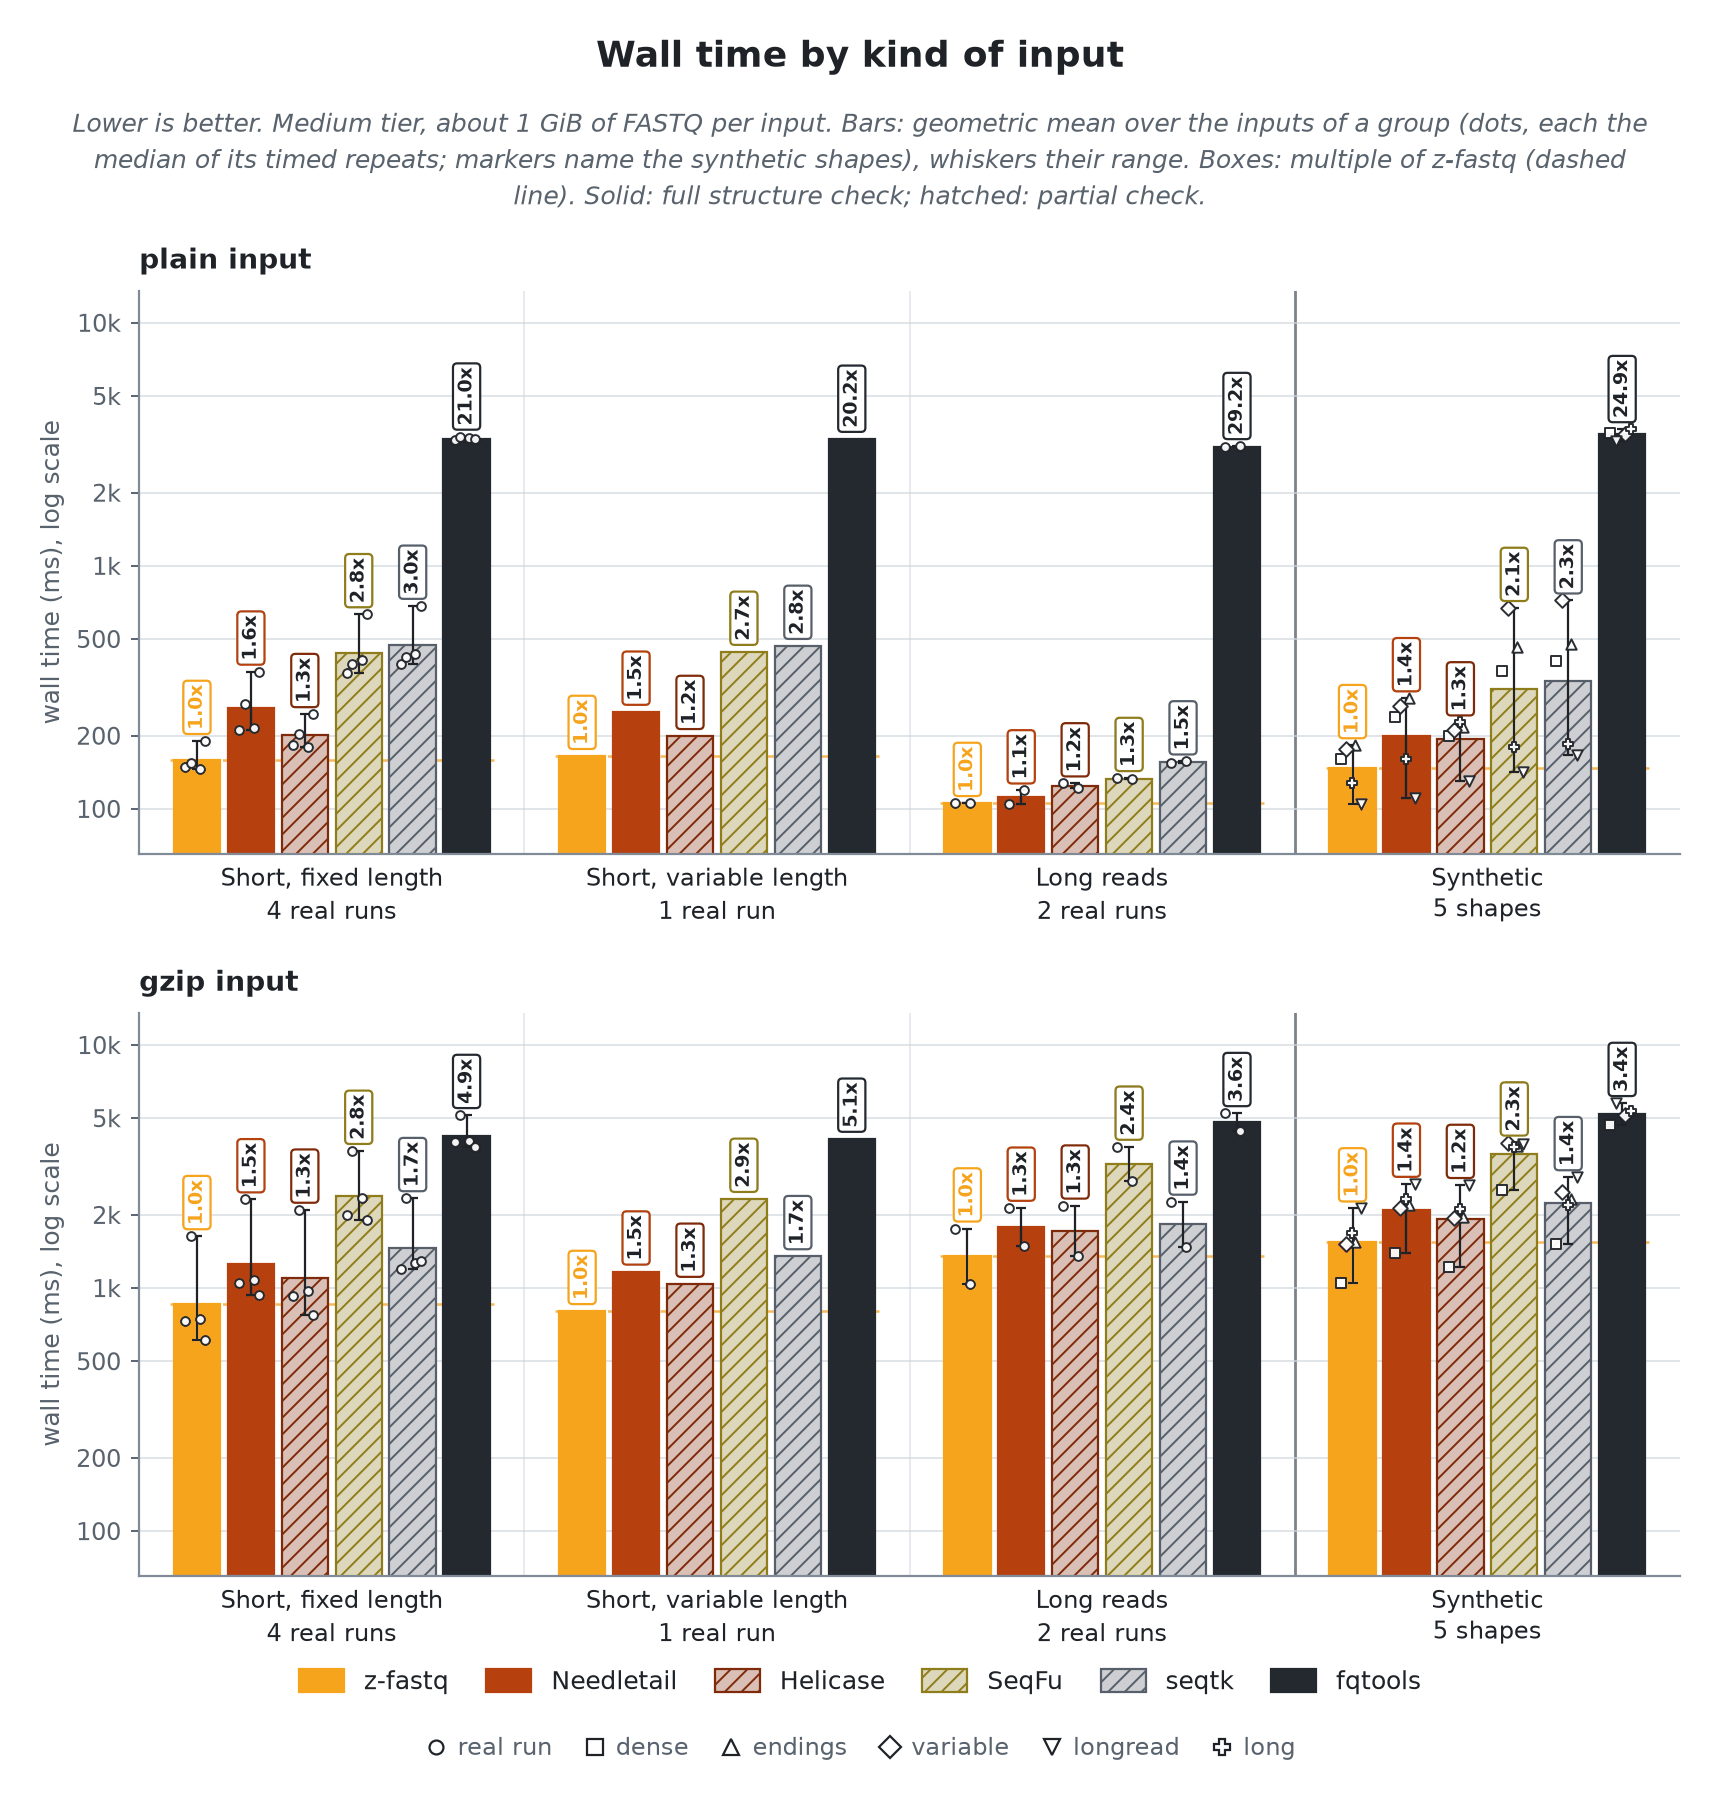 Wall time by kind of input
Lower is better. Medium tier, about 1 GiB of FASTQ per input. Bars: geometric mean over the inputs of a group (dots, each the
median of its timed repeats; markers name the synthetic shapes), whiskers their range. Boxes: multiple of z-fastq (dashed
line). Solid: full structure check; hatched: partial check.
plain input
wall time (ms), log scale
10k
5k
2k
1k
500
200
100
1.0x
1.6x
1.3x
2.8x
3.0x
21.0x
1.0x
1.5x
1.2x
2.7x
2.8x
20.2x
1.0x
1.1x
1.2x
1.3x
1.5x
29.2x
1.0x
1.4x
1.3x
2.1x
2.3x
24.9x
Short, fixed length
4 real runs
Short, variable length
1 real run
Long reads
2 real runs
Synthetic
5 shapes
gzip input
wall time (ms), log scale
10k
5k
2k
1k
500
200
100
1.0x
1.5x
1.3x
2.8x
1.7x
4.9x
1.0x
1.5x
1.3x
2.9x
1.7x
5.1x
1.0x
1.3x
1.3x
2.4x
1.4x
3.6x
1.0x
1.4x
1.2x
2.3x
1.4x
3.4x
Short, fixed length
4 real runs
Short, variable length
1 real run
Long reads
2 real runs
Synthetic
5 shapes
z-fastq
Needletail
Helicase
SeqFu
seqtk
fqtools
real run
dense
endings
variable
longread
long